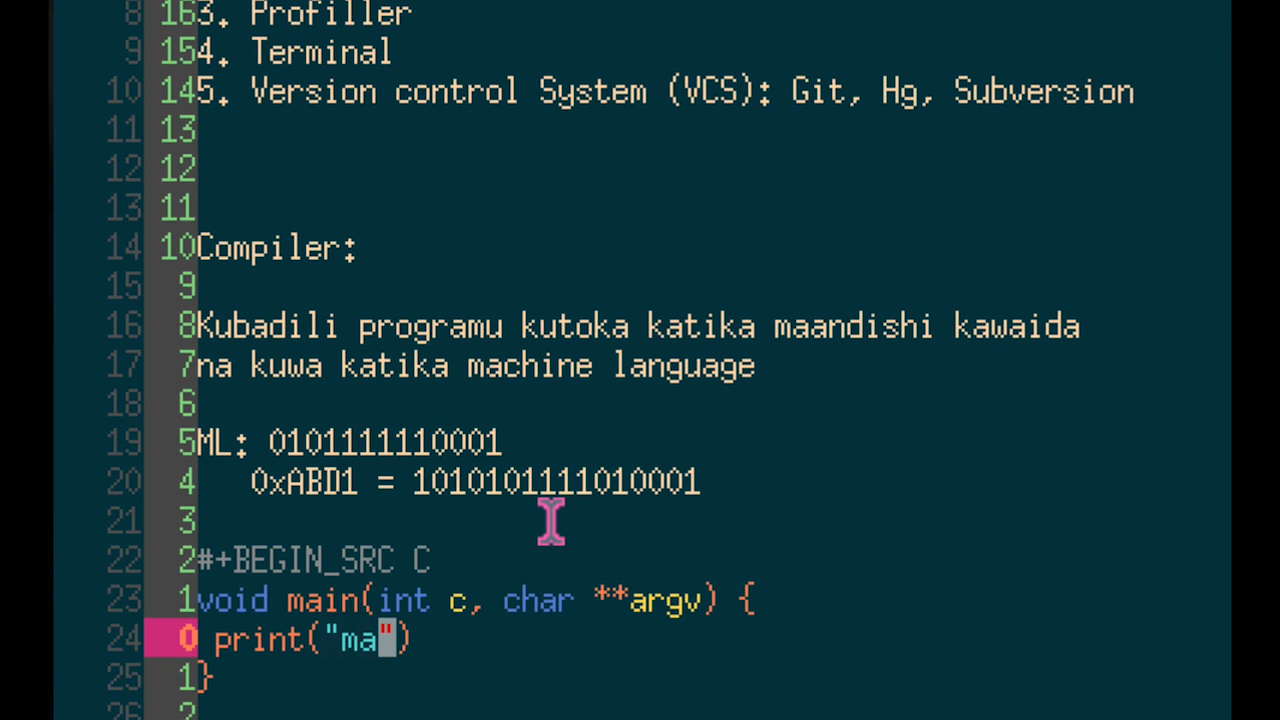 8 163. Profiller
9 154. Terminal
10 145. Version control System (VCS): Git, Hg, Subversion
11 13
12 12
13 11
14 10Compiler:
15 9
16 8Kubadili programu kutoka katika maandishi kawaida
17 7na kuwa katika machine language
18 6
19 5ML: 0101111110001
20 4 0xABD1 = 1010101111010001
21 3
22 2#+BEGIN_SRC C
23 1void main(int c, char **argv) {
24 0 print("ma")
25 1}
26 2